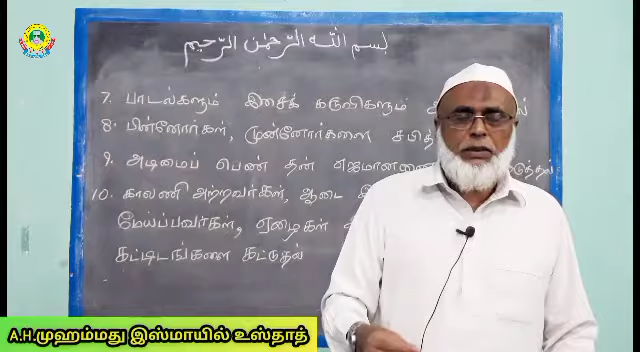 بسم الله الرحمن الرحيم
7. பாடல்களும் இசைக் கருவிகளும்
8. பின்னோர்கள், முன்னோர்களை சபித்
9. அடிமைப் பெண் தன் எஜமானனை டுத்தல்
10. காலணி அற்றவர்கள், ஆடை இ
மேய்ப்பவர்கள், ஏழைகள்
கட்டிடங்களை கட்டுதல்
A.H.முஹம்மது இஸ்மாயில் உஸ்தாத்